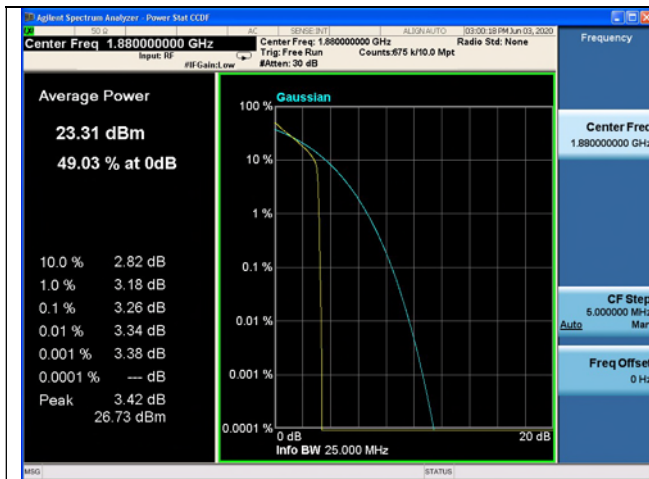 Agilent Spectrum Analyzer - Power Stat CCDF
50 Ω AC SENSE:INT ALIGN AUTO 03:00:18 PM Jun 03, 2020
Center Freq 1.880000000 GHz
Input: RF
#IFGain:Low
Center Freq: 1.880000000 GHz
Trig: Free Run
Counts:675 k/10.0 Mpt
#Atten: 30 dB
Radio Std: None
Frequency
Average Power
23.31 dBm
49.03 % at 0dB
10.0 % 2.82 dB
1.0 % 3.18 dB
0.1 % 3.26 dB
0.01 % 3.34 dB
0.001 % 3.38 dB
0.0001 % --- dB
Peak 3.42 dB
26.73 dBm
Gaussian
100 %
10 %
1 %
0.1 %
0.01 %
0.001 %
0.0001 %
0 dB 20 dB
Info BW 25.000 MHz
Center Freq
1.880000000 GHz
CF Step
5.000000 MHz
Auto Man
Freq Offset
0 Hz
MSG STATUS